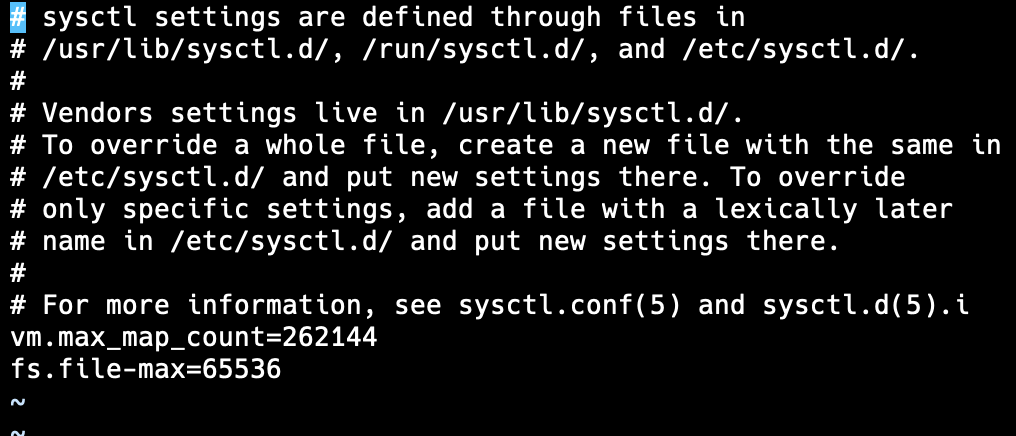 # sysctl settings are defined through files in
# /usr/lib/sysctl.d/, /run/sysctl.d/, and /etc/sysctl.d/.
#
# Vendors settings live in /usr/lib/sysctl.d/.
# To override a whole file, create a new file with the same in
# /etc/sysctl.d/ and put new settings there. To override
# only specific settings, add a file with a lexically later
# name in /etc/sysctl.d/ and put new settings there.
#
# For more information, see sysctl.conf(5) and sysctl.d(5).i
vm.max_map_count=262144
fs.file-max=65536
~
~